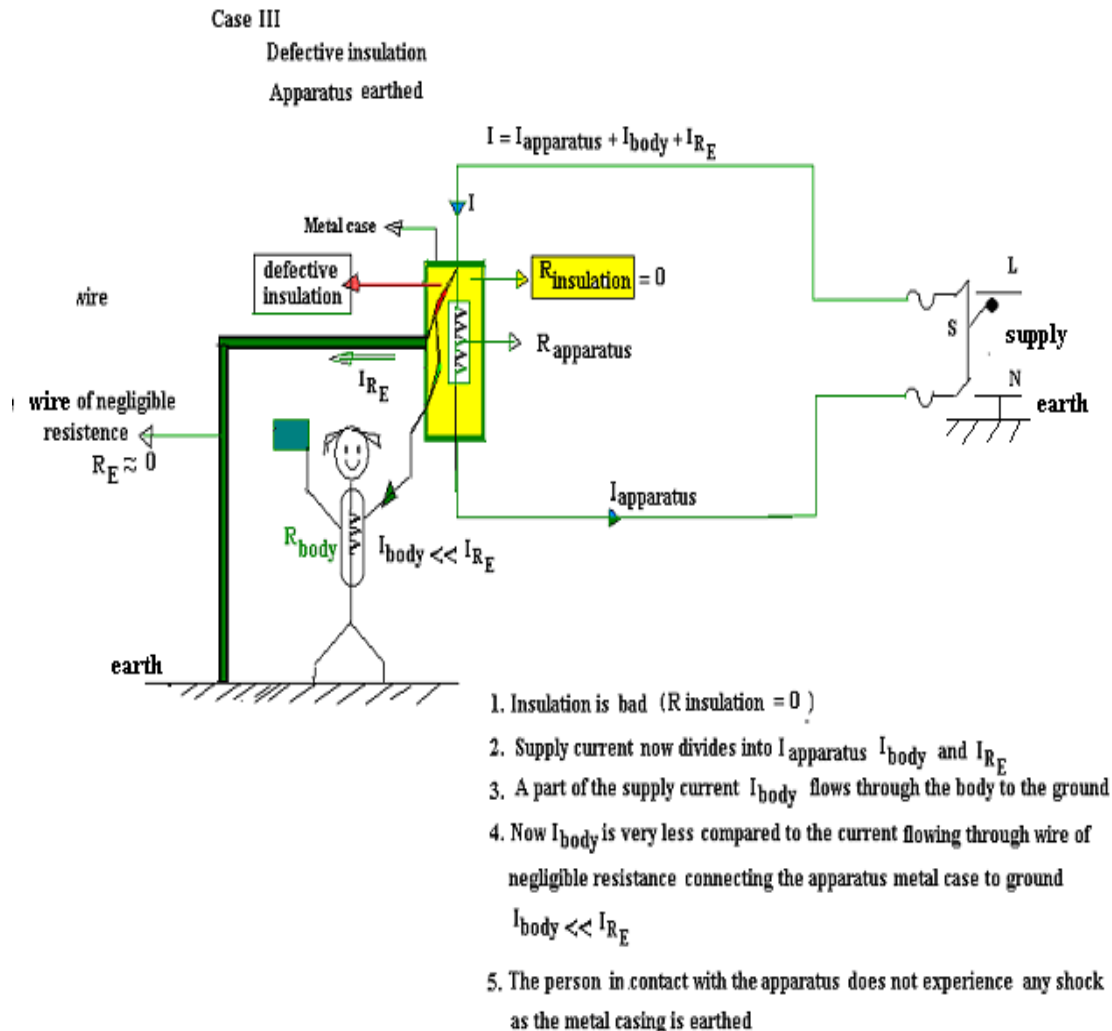 Case III
Defective insulation
Apparatus earthed
I = Iapparatus + Ibody + IRE
I
Metal case
defective
insulation
Rinsulation = 0
L
wire
S
supply
Rapparatus
IRE
N
earth
wire of negligible
resistence
RE ≈ 0
Iapparatus
Rbody
Ibody << IRE
earth
1. Insulation is bad (R insulation = 0 )
2. Supply current now divides into Iapparatus Ibody and IRE
3. A part of the supply current Ibody flows through the body to the ground
4. Now Ibody is very less compared to the current flowing through wire of
negligible resistance connecting the apparatus metal case to ground
Ibody << IRE
5. The person in contact with the apparatus does not experience any shock
as the metal casing is earthed